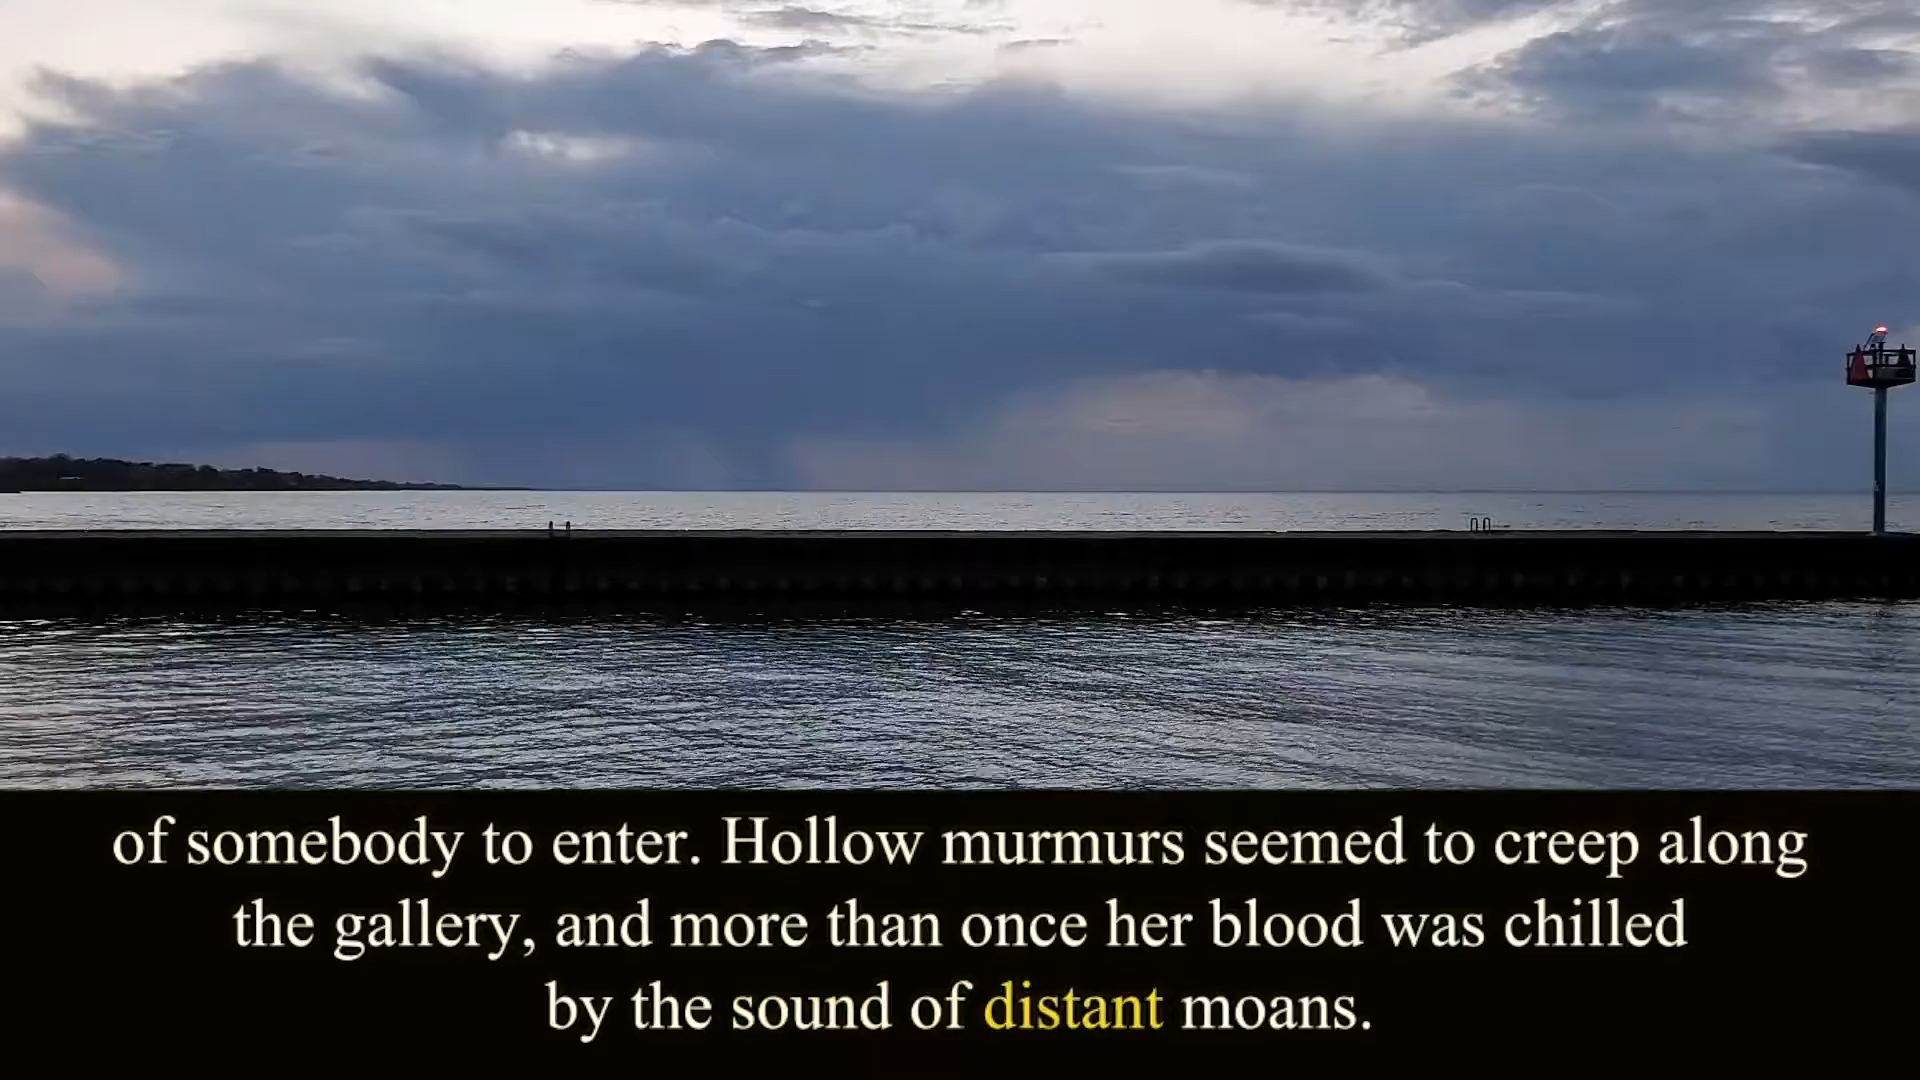 of somebody to enter. Hollow murmurs seemed to creep along
the gallery, and more than once her blood was chilled
by the sound of distant moans.